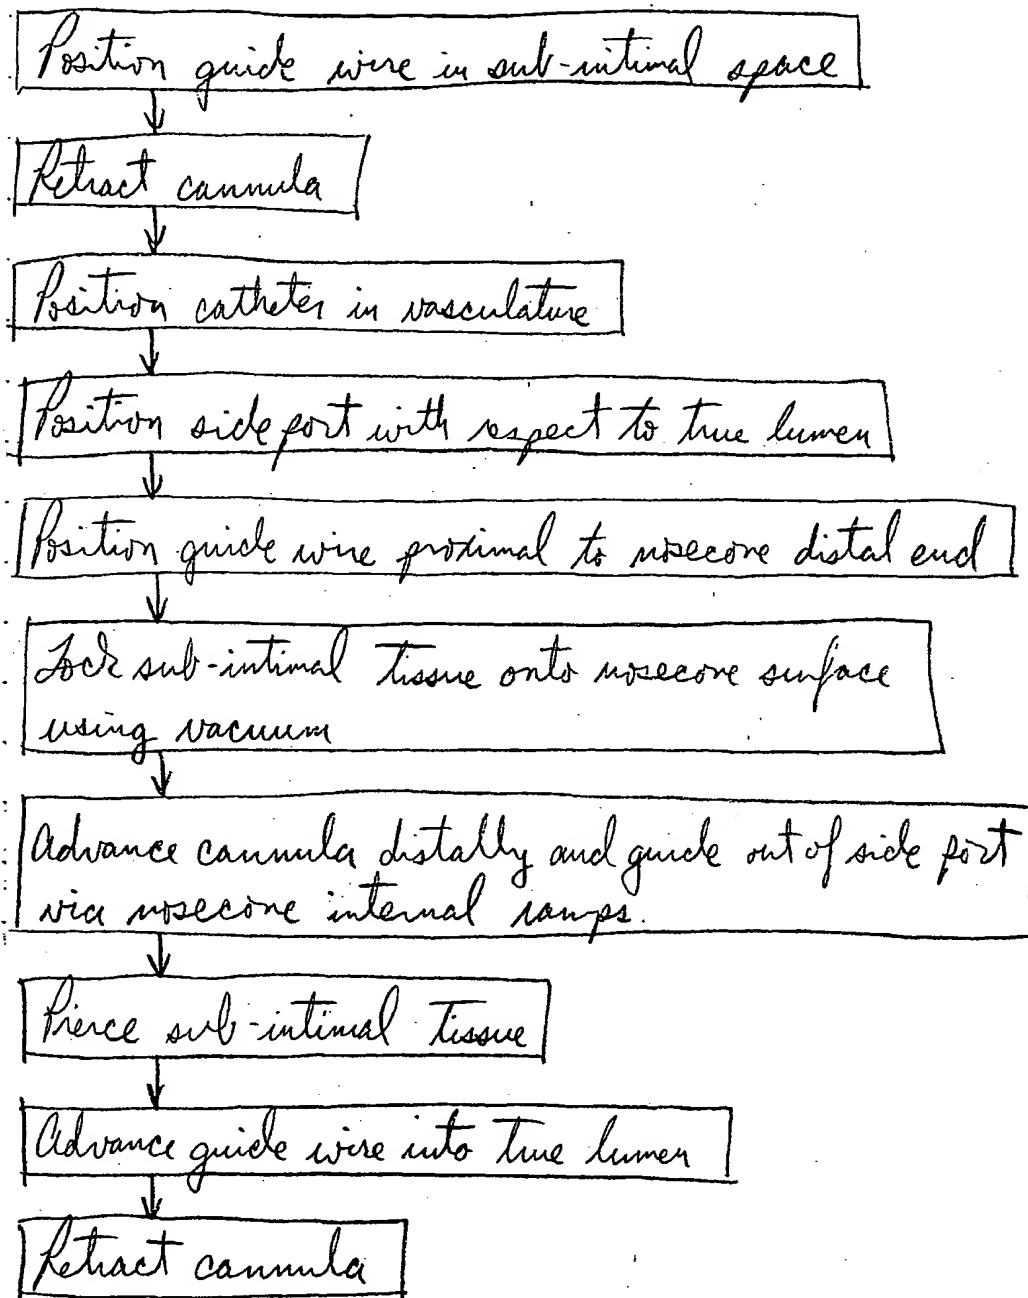 Position guide wire in sub-intimal space
Retract cannula
Position catheter in vasculature
Position side port with respect to true lumen
Position guide wire proximal to nosecone distal end
Lock sub-intimal tissue onto nosecone surface
using vacuum
Advance cannula distally and guide out of side port
via nosecone internal ramps.
Pierce sub-intimal tissue
Advance guide wire into true lumen
Retract cannula